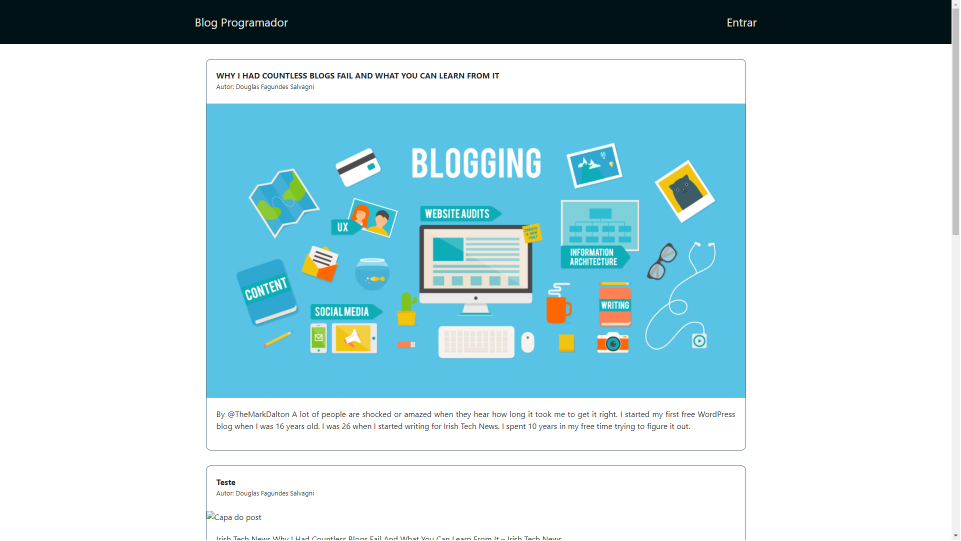 Blog Programador
Entrar
WHY I HAD COUNTLESS BLOGS FAIL AND WHAT YOU CAN LEARN FROM IT
Autor: Douglas Fagundes Salvagni
BLOGGING
UX
WEBSITE AUDITS
INFORMATION
ARCHITECTURE
CONTENT
SOCIAL MEDIA
WRITING
By @TheMarkDalton A lot of people are shocked or amazed when they hear how long it took me to get it right. I started my first free WordPress
blog when I was 16 years old. I was 26 when I started writing for Irish Tech News. I spent 10 years in my free time trying to figure it out.
Teste
Autor: Douglas Fagundes Salvagni
Capa do post
Irish Tech News Why I Had Countless Blogs Fail And What You Can Learn From It – Irish Tech News